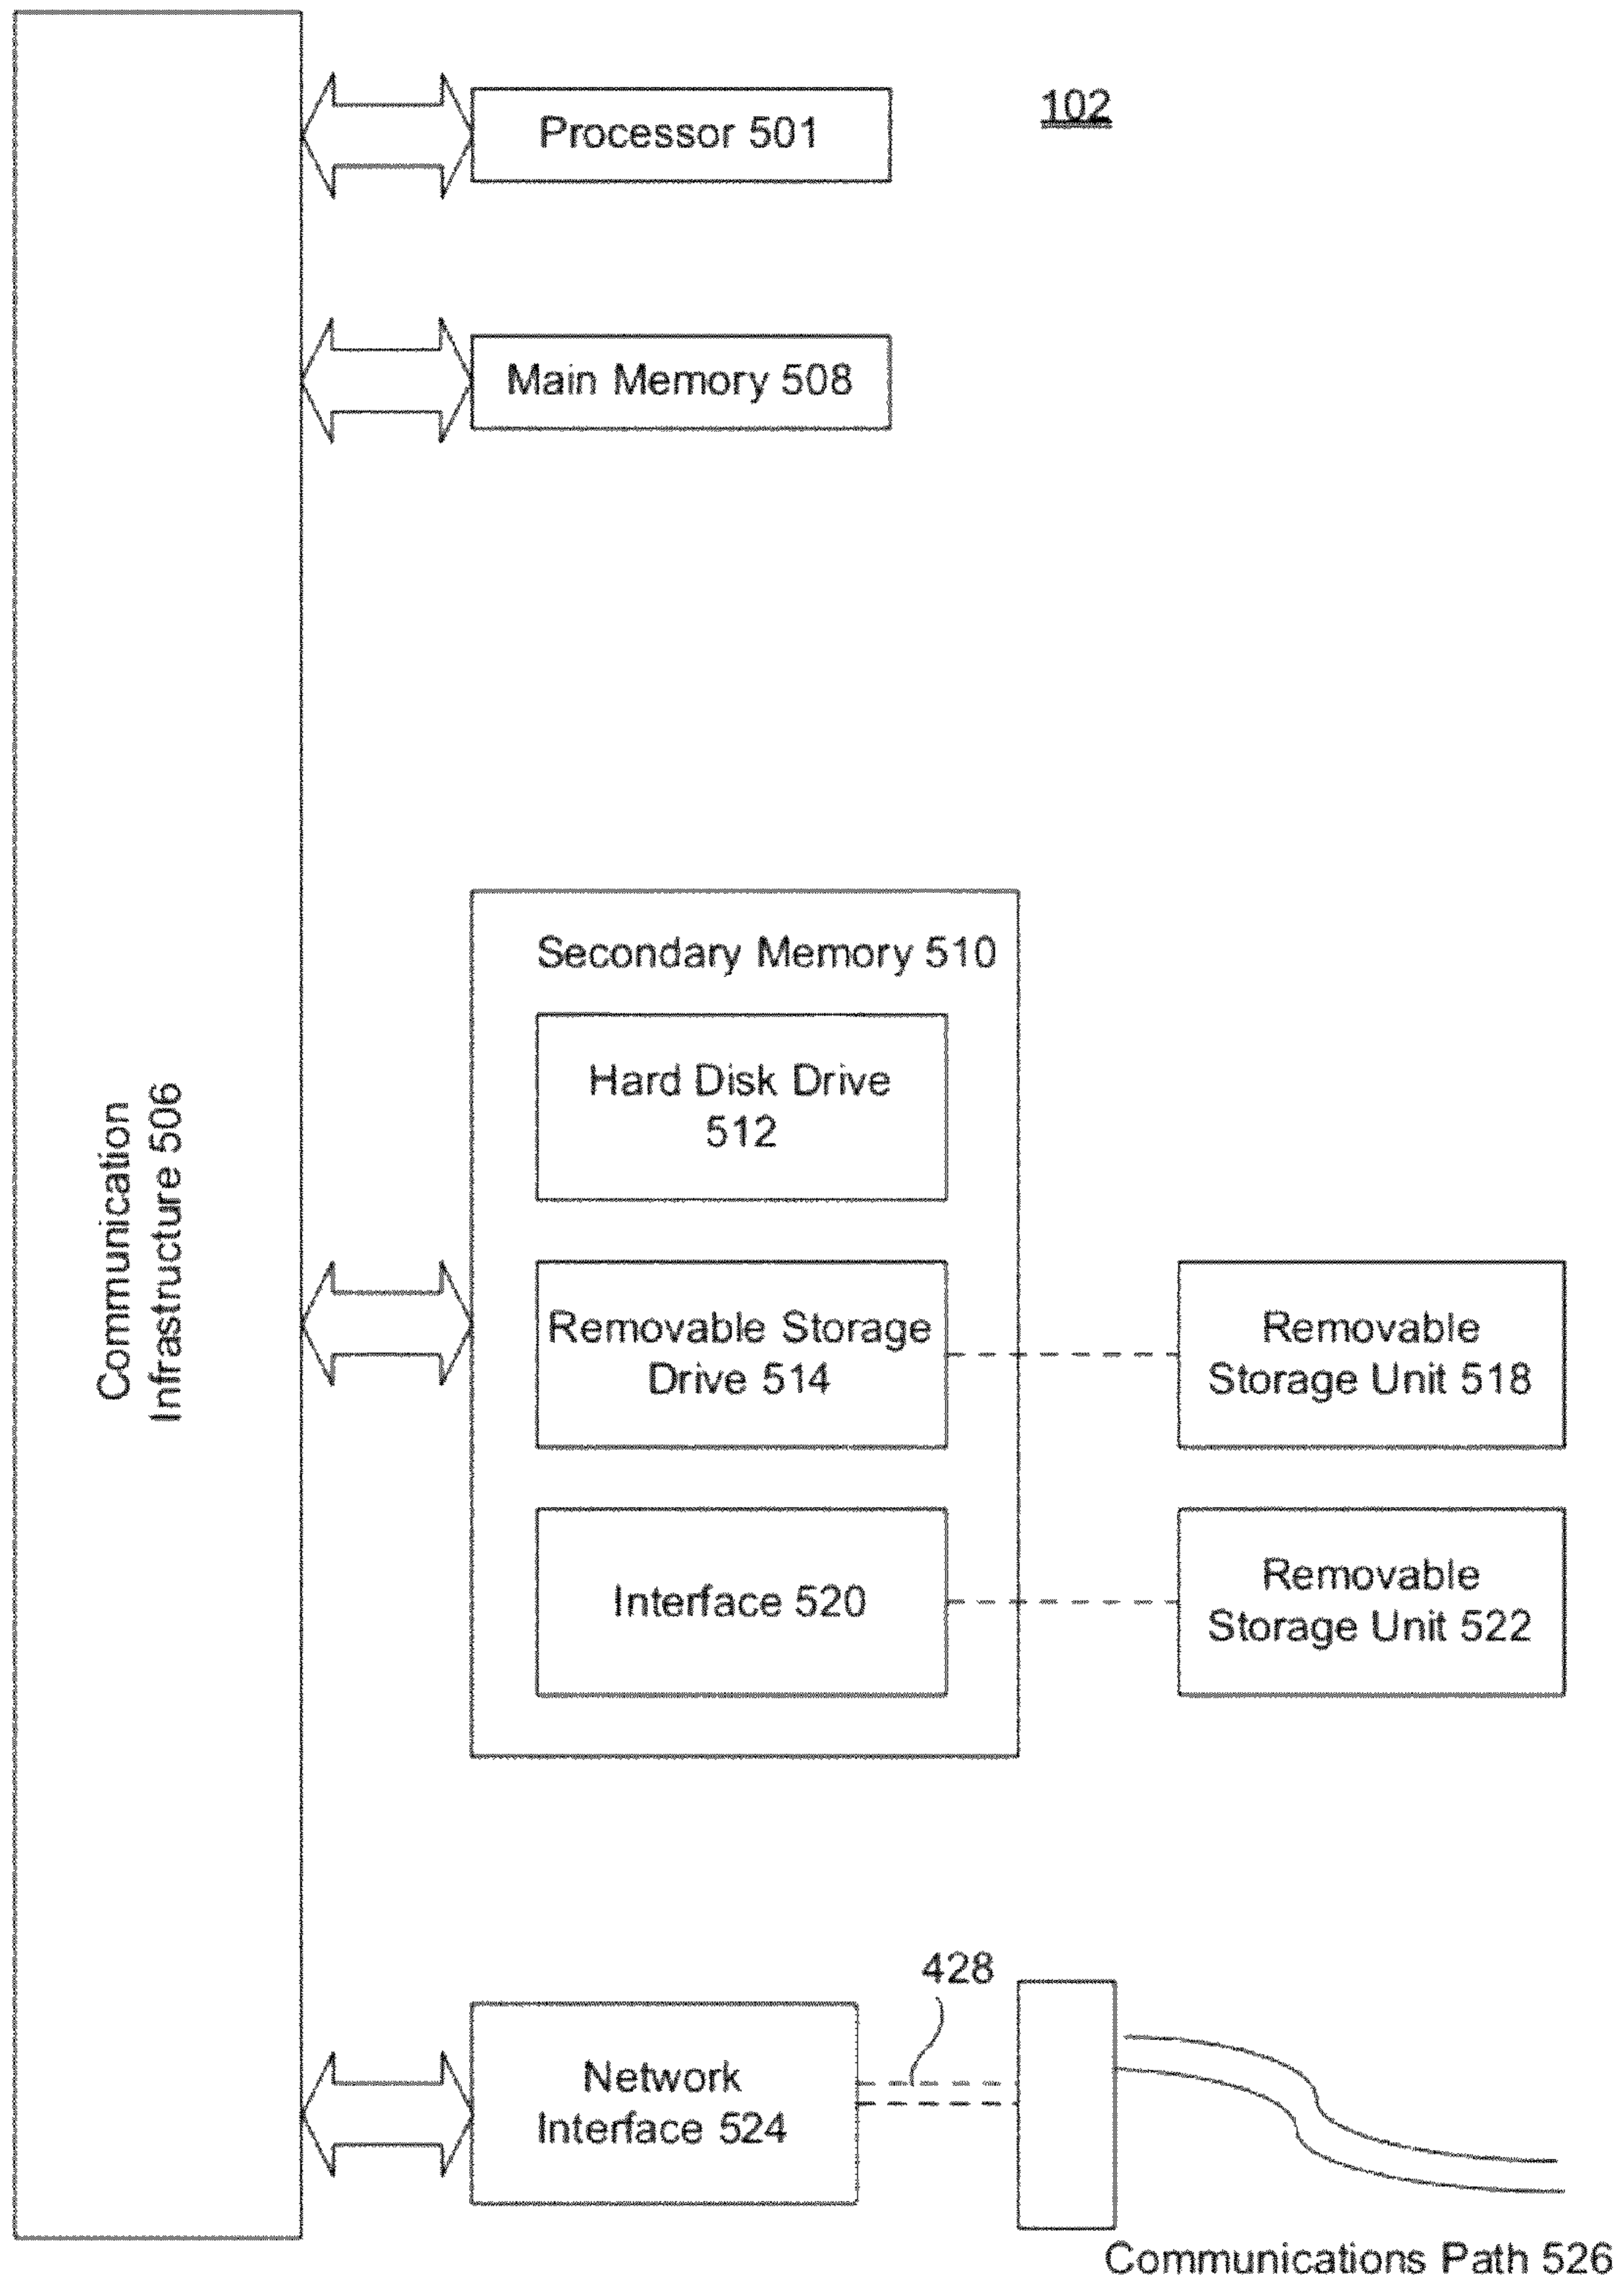 102
Processor 501
Main Memory 508
Communication
Infrastructure 506
Secondary Memory 510
Hard Disk Drive
512
Removable Storage
Drive 514
Removable
Storage Unit 518
Interface 520
Removable
Storage Unit 522
428
Network
Interface 524
Communications Path 526